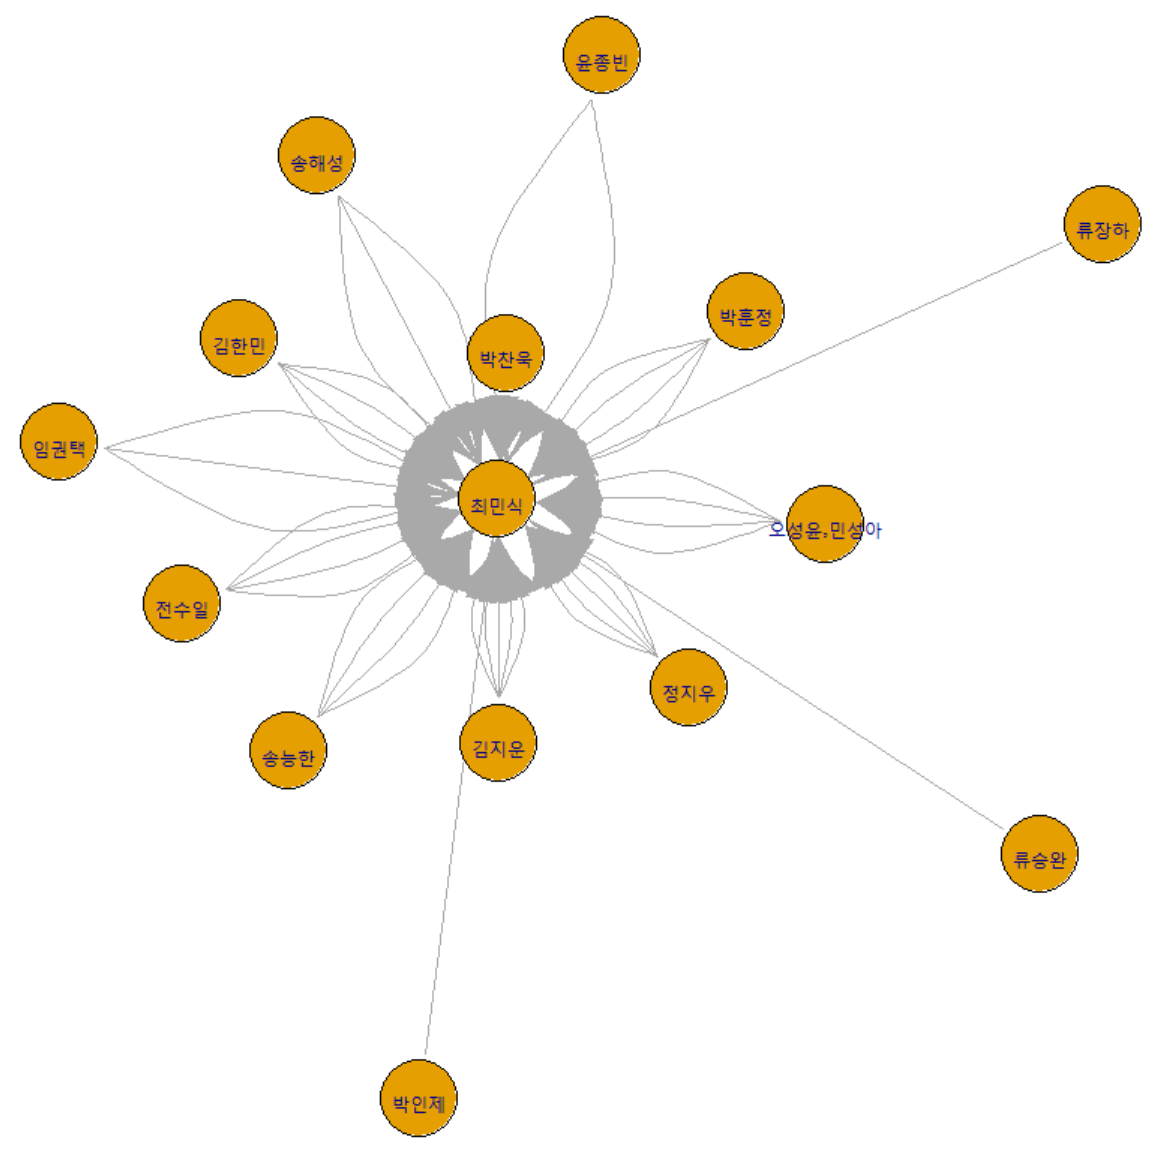 윤종빈
송해성
류장하
박훈정
김한민
박찬욱
임권택
최민식
오성윤,민성아
전수일
정지우
송능한
김지운
류승완
박인제